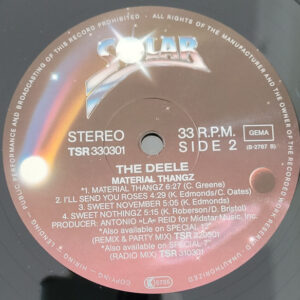 SOLAR
STEREO
TSR 330301
33 R.P.M.
SIDE 2
GEMA
THE DEELE
MATERIAL THANGZ
*1. MATERIAL THANGZ 6:27 (C. Greene)
2. I'LL SEND YOU ROSES 4:29 (K. Edmonds/C. Oates)
3. SWEET NOVEMBER 5:05 (K. Edmonds)
4. SWEET NOTHINGZ 5:15 (K. Roberson/D. Bristol)
PRODUCER: ANTONIO »LA« REID for Midstar Music Inc.
*Also available on SPECIAL 12"
(REMIX & PARTY MIX)
*Also available on SPECIAL 7"
(RADIO MIX) TSR 310301
ALL RIGHTS OF THE MANUFACTURER AND OF THE OWNER OF THE
UNAUTHORIZED PUBLIC PERFORMANCE AND BROADCASTING OF THIS RECORD PROHIBITED